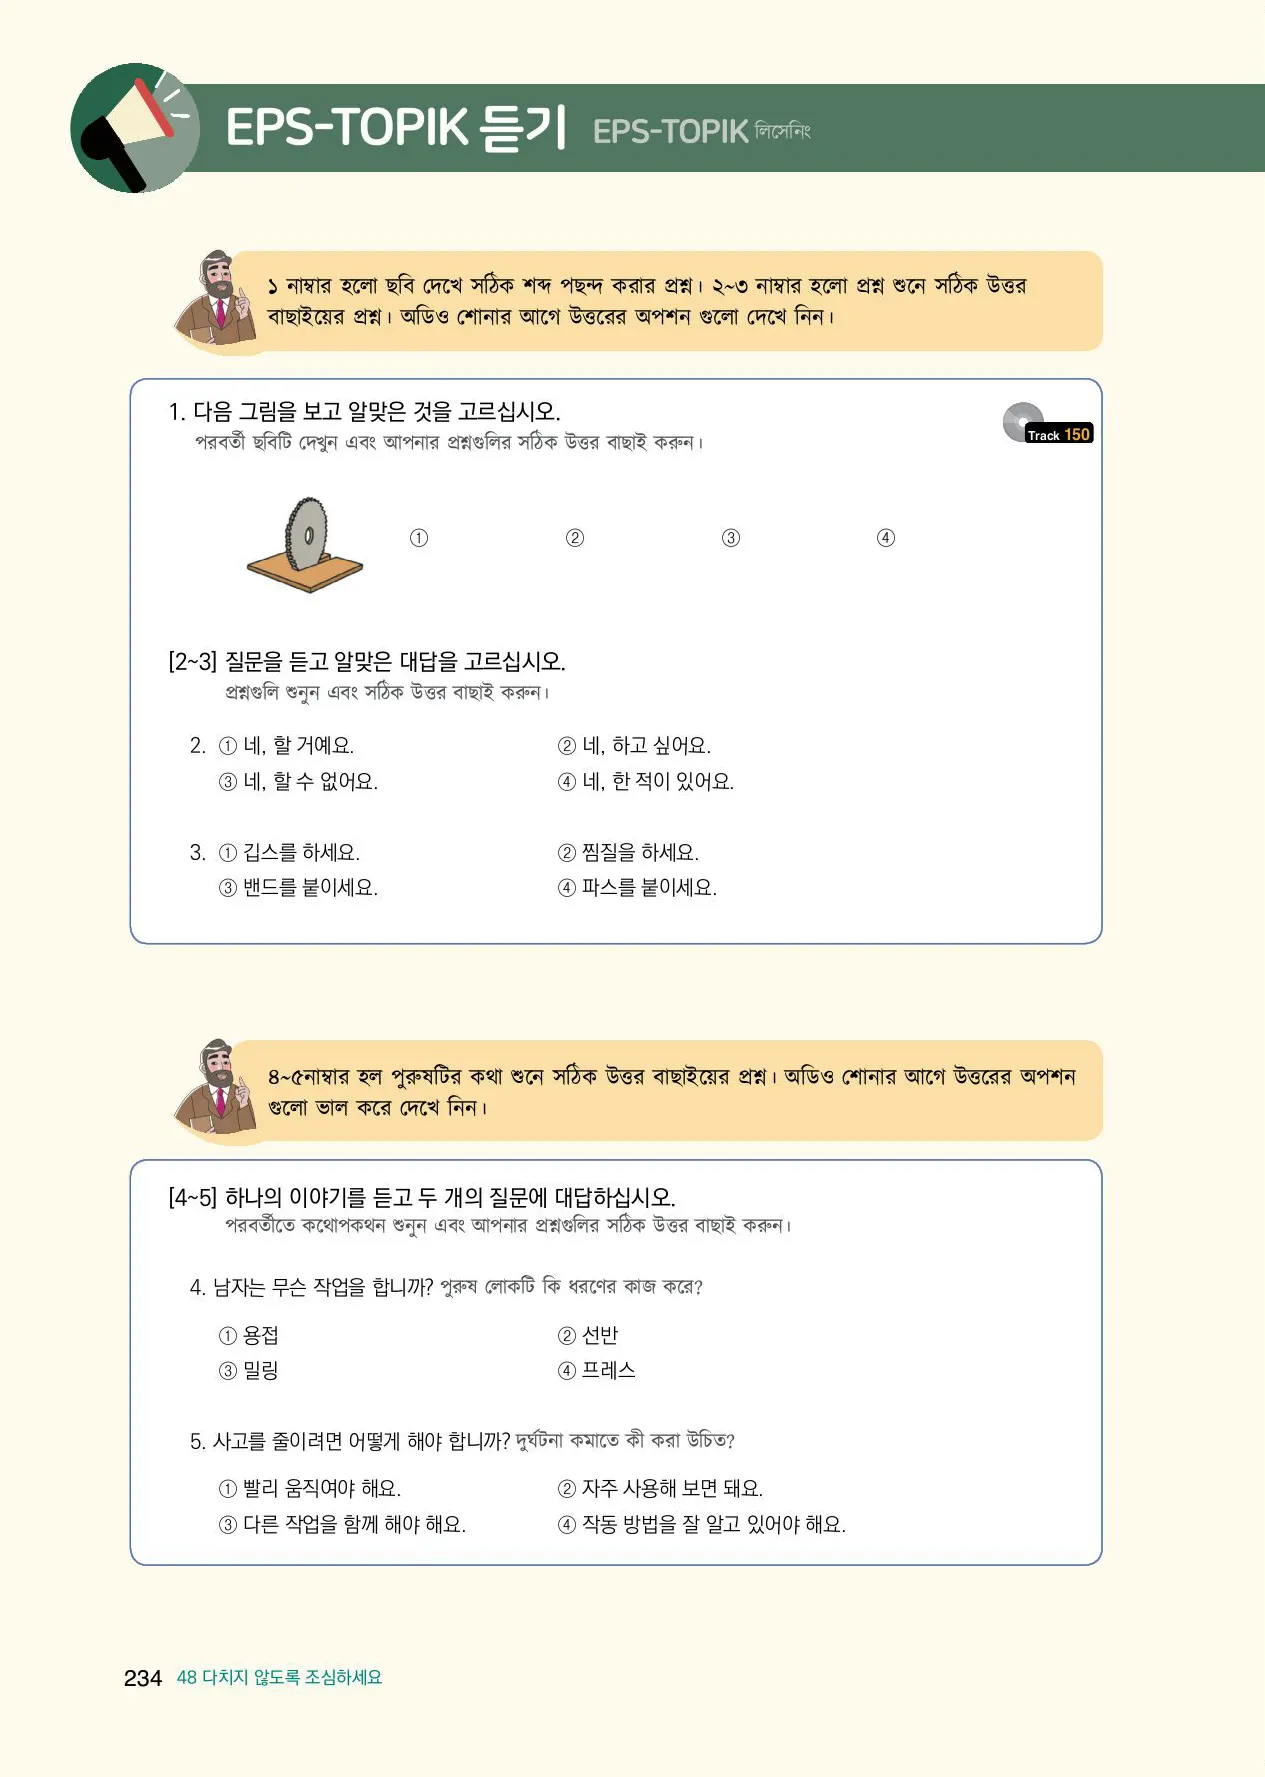 EPS-TOPIK 듣기 EPS-TOPIK লিসেনিং
১ নাম্বার হলো ছবি দেখে সঠিক শব্দ পছন্দ করার প্রশ্ন। ২~৩ নাম্বার হলো প্রশ্ন শুনে সঠিক উত্তর
বাছাইয়ের প্রশ্ন। অডিও শোনার আগে উত্তরের অপশন গুলো দেখে নিন।
1. 다음 그림을 보고 알맞은 것을 고르십시오.
পরবর্তী ছবিটি দেখুন এবং আপনার প্রশ্নগুলির সঠিক উত্তর বাছাই করুন।
Track 150
① ② ③ ④
[2~3] 질문을 듣고 알맞은 대답을 고르십시오.
প্রশ্নগুলি শুনুন এবং সঠিক উত্তর বাছাই করুন।
2. ① 네, 할 거예요. ② 네, 하고 싶어요.
③ 네, 할 수 없어요. ④ 네, 한 적이 있어요.
3. ① 깁스를 하세요. ② 찜질을 하세요.
③ 밴드를 붙이세요. ④ 파스를 붙이세요.
৪~৫নাম্বার হল পুরুষটির কথা শুনে সঠিক উত্তর বাছাইয়ের প্রশ্ন। অডিও শোনার আগে উত্তরের অপশন
গুলো ভাল করে দেখে নিন।
[4~5] 하나의 이야기를 듣고 두 개의 질문에 대답하십시오.
পরবর্তীতে কথোপকথন শুনুন এবং আপনার প্রশ্নগুলির সঠিক উত্তর বাছাই করুন।
4. 남자는 무슨 작업을 합니까? পুরুষ লোকটি কি ধরণের কাজ করে?
① 용접 ② 선반
③ 밀링 ④ 프레스
5. 사고를 줄이려면 어떻게 해야 합니까? দুর্ঘটনা কমাতে কী করা উচিত?
① 빨리 움직여야 해요. ② 자주 사용해 보면 돼요.
③ 다른 작업을 함께 해야 해요. ④ 작동 방법을 잘 알고 있어야 해요.
234 48 다치지 않도록 조심하세요